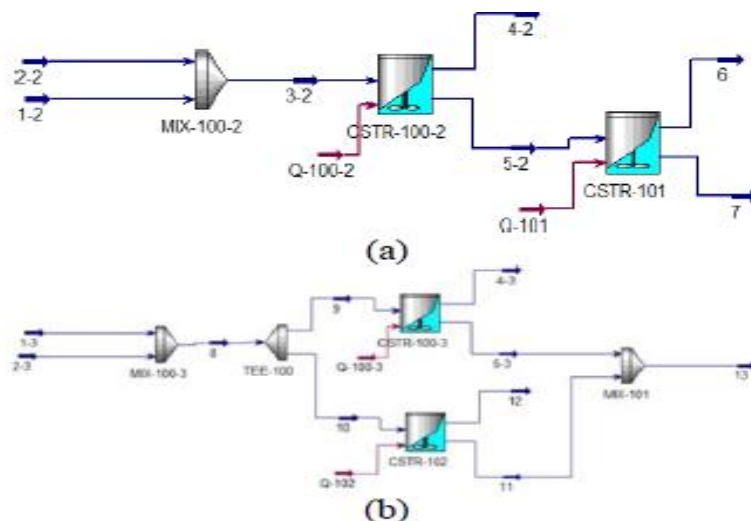 4-2
6
2-2
3-2
1-2
MIX-100-2
CSTR-100-2
Q-100-2
5-2
CSTR-101
Q-101
7
(a)
9
4-3
1-3
CSTR-100-3
8
2-3
Q-100-3
5-3
MIX-100-3
TEE-100
13
12
MIX-101
10
CSTR-102
Q-102
11
(b)